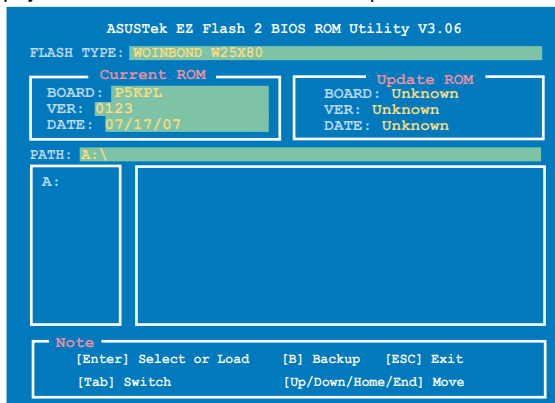 ASUSTek EZ Flash 2 BIOS ROM Utility V3.06
FLASH TYPE: WOINBOND W25X80
Current ROM
BOARD: P5KPL
VER: 0123
DATE: 07/17/07
Update ROM
BOARD: Unknown
VER: Unknown
DATE: Unknown
PATH: A:\
A:
Note
[Enter] Select or Load [B] Backup [ESC] Exit
[Tab] Switch [Up/Down/Home/End] Move